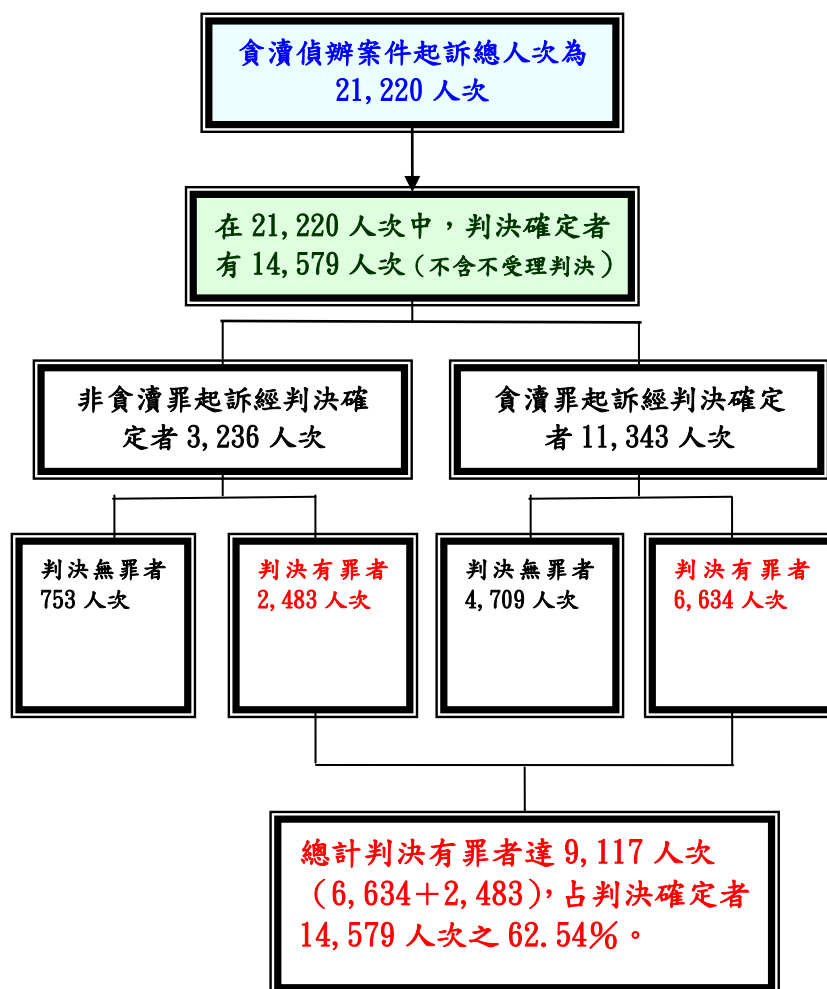 貪瀆偵辦案件起訴總人次為
21,220 人次
在 21,220 人次中，判決確定者
有 14,579 人次（不含不受理判決）
非貪瀆罪起訴經判決確
定者 3,236 人次
貪瀆罪起訴經判決確定
者 11,343 人次
判決無罪者
753 人次
判決有罪者
2,483 人次
判決無罪者
4,709 人次
判決有罪者
6,634 人次
總計判決有罪者達 9,117 人次
（6,634＋2,483），占判決確定者
14,579 人次之 62.54％。